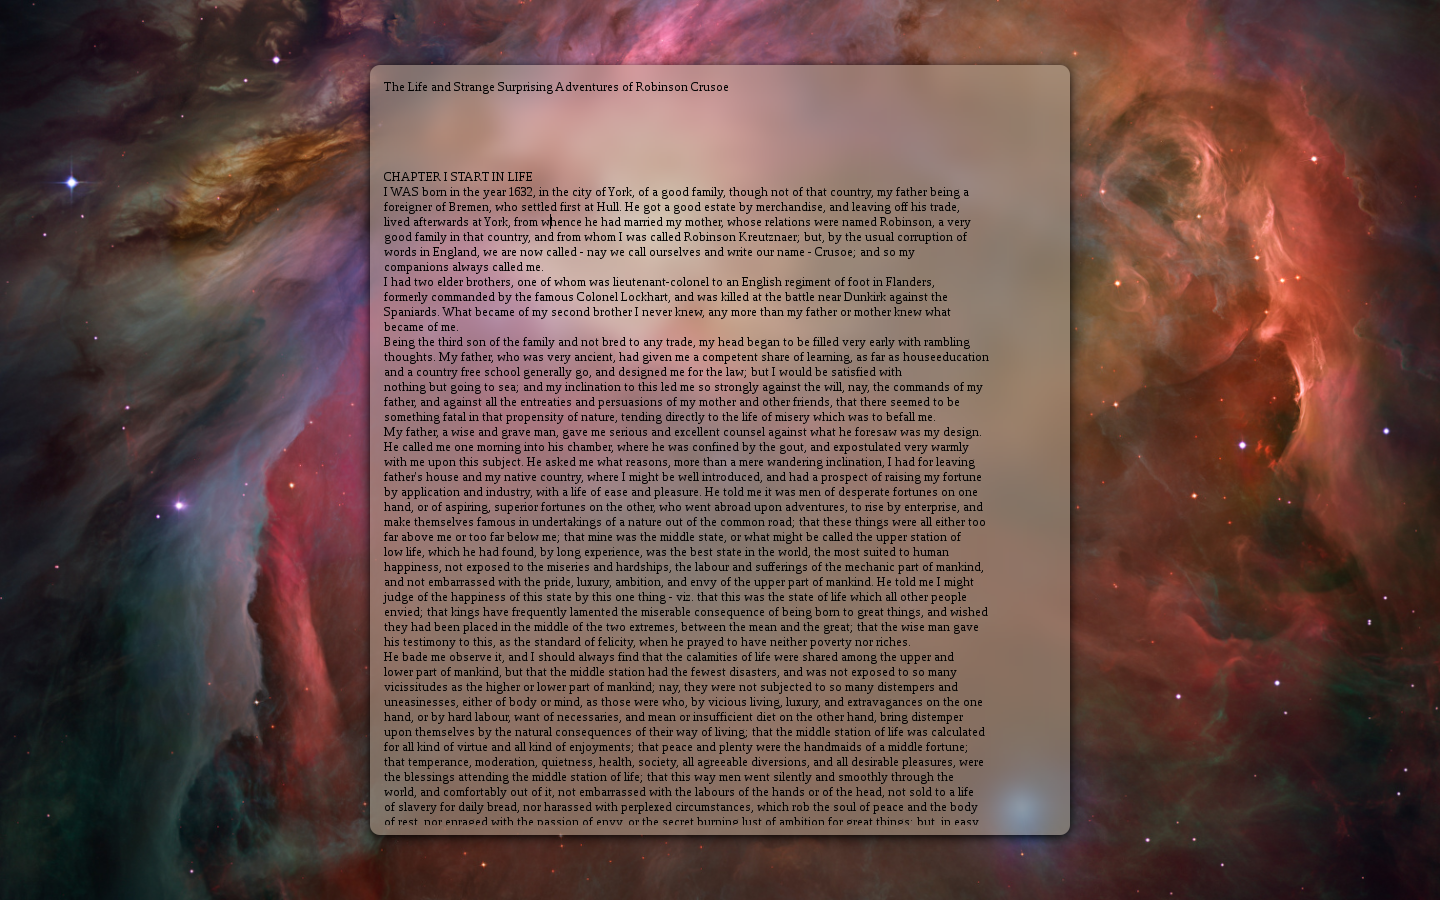 The Life and Strange Surprising Adventures of Robinson Crusoe
CHAPTER I START IN LIFE
I WAS born in the year 1632, in the city of York, of a good family, though not of that country, my father being a
foreigner of Bremen, who settled first at Hull. He got a good estate by merchandise, and leaving off his trade,
lived afterwards at York, from whence he had married my mother, whose relations were named Robinson, a very
good family in that country, and from whom I was called Robinson Kreutznaer; but, by the usual corruption of
words in England, we are now called - nay we call ourselves and write our name - Crusoe; and so my
companions always called me.
I had two elder brothers, one of whom was lieutenant-colonel to an English regiment of foot in Flanders,
formerly commanded by the famous Colonel Lockhart, and was killed at the battle near Dunkirk against the
Spaniards. What became of my second brother I never knew, any more than my father or mother knew what
became of me.
Being the third son of the family and not bred to any trade, my head began to be filled very early with rambling
thoughts. My father, who was very ancient, had given me a competent share of learning, as far as houseeducation
and a country free school generally go, and designed me for the law; but I would be satisfied with
nothing but going to sea; and my inclination to this led me so strongly against the will, nay, the commands of my
father, and against all the entreaties and persuasions of my mother and other friends, that there seemed to be
something fatal in that propensity of nature, tending directly to the life of misery which was to befall me.
My father, a wise and grave man, gave me serious and excellent counsel against what he foresaw was my design.
He called me one morning into his chamber, where he was confined by the gout, and expostulated very warmly
with me upon this subject. He asked me what reasons, more than a mere wandering inclination, I had for leaving
father's house and my native country, where I might be well introduced, and had a prospect of raising my fortune
by application and industry, with a life of ease and pleasure. He told me it was men of desperate fortunes on one
hand, or of aspiring, superior fortunes on the other, who went abroad upon adventures, to rise by enterprise, and
make themselves famous in undertakings of a nature out of the common road; that these things were all either too
far above me or too far below me; that mine was the middle state, or what might be called the upper station of
low life, which he had found, by long experience, was the best state in the world, the most suited to human
happiness, not exposed to the miseries and hardships, the labour and sufferings of the mechanic part of mankind,
and not embarrassed with the pride, luxury, ambition, and envy of the upper part of mankind. He told me I might
judge of the happiness of this state by this one thing - viz. that this was the state of life which all other people
envied; that kings have frequently lamented the miserable consequence of being born to great things, and wished
they had been placed in the middle of the two extremes, between the mean and the great; that the wise man gave
his testimony to this, as the standard of felicity, when he prayed to have neither poverty nor riches.
He bade me observe it, and I should always find that the calamities of life were shared among the upper and
lower part of mankind, but that the middle station had the fewest disasters, and was not exposed to so many
vicissitudes as the higher or lower part of mankind; nay, they were not subjected to so many distempers and
uneasinesses, either of body or mind, as those were who, by vicious living, luxury, and extravagances on the one
hand, or by hard labour, want of necessaries, and mean or insufficient diet on the other hand, bring distemper
upon themselves by the natural consequences of their way of living; that the middle station of life was calculated
for all kind of virtue and all kind of enjoyments; that peace and plenty were the handmaids of a middle fortune;
that temperance, moderation, quietness, health, society, all agreeable diversions, and all desirable pleasures, were
the blessings attending the middle station of life; that this way men went silently and smoothly through the
world, and comfortably out of it, not embarrassed with the labours of the hands or of the head, not sold to a life
of slavery for daily bread, nor harassed with perplexed circumstances, which rob the soul of peace and the body
of rest, nor enraged with the passion of envy, or the secret burning lust of ambition for great things; but, in easy